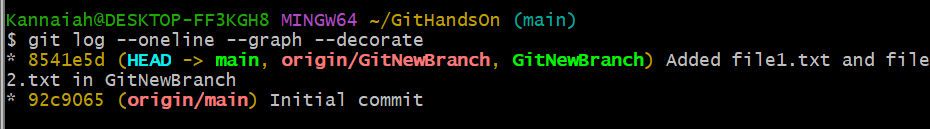 Kannaiah@DESKTOP-FF3KGH8 MINGW64 ~/GitHandsOn (main)
$ git log --oneline --graph --decorate
* 8541e5d (HEAD -> main, origin/GitNewBranch, GitNewBranch) Added file1.txt and file
2.txt in GitNewBranch
* 92c9065 (origin/main) Initial commit